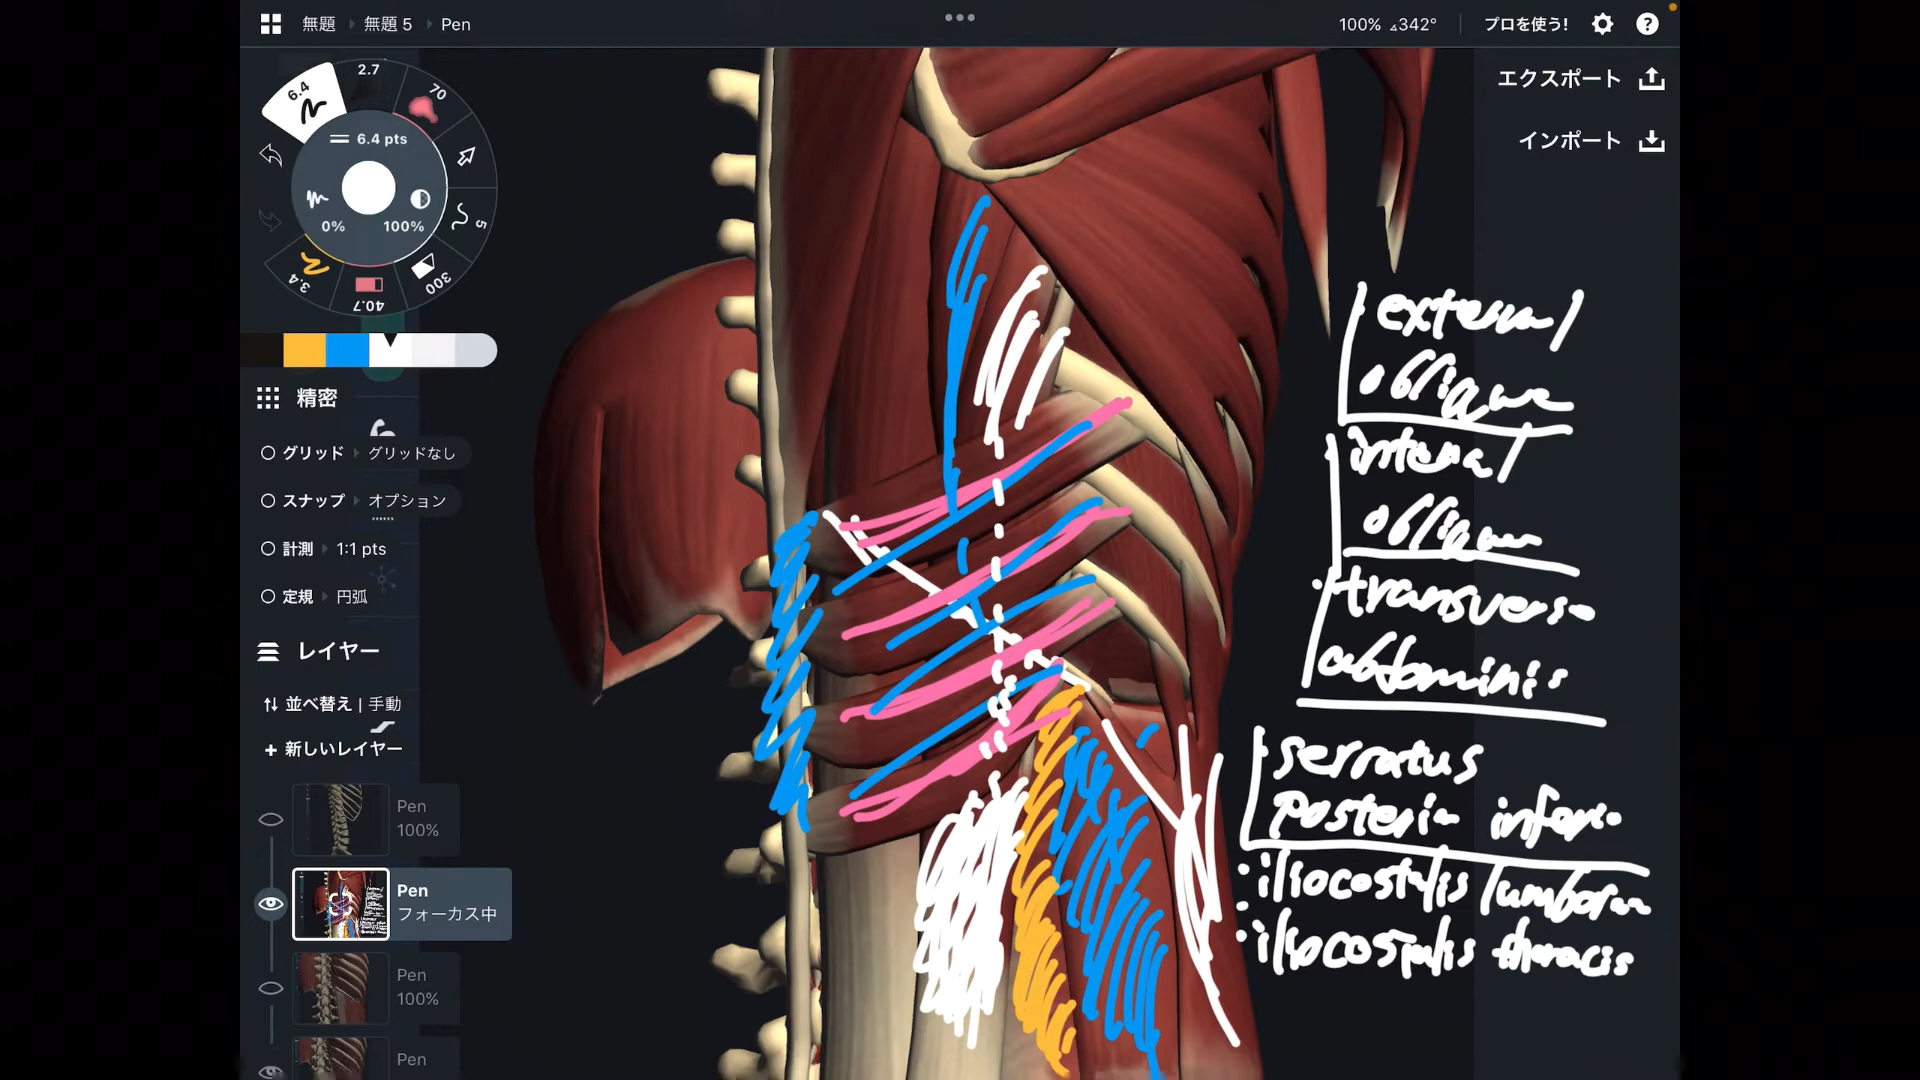 無題 無題 5 Pen
100% 342° プロを使う!
エクスポート
インポート
6.4
2.7
70
6.4 pts
0% 100%
5
3.4
40.7
300
精密
グリッド グリッドなし
スナップ オプション
計測 1:1 pts
定規 円弧
レイヤー
並べ替え | 手動
+ 新しいレイヤー
Pen
100%
Pen
フォーカス中
Pen
100%
Pen
external
oblique
internal
oblique
transversus
abdominis
serratus
posterior inferior
iliocostalis lumborum
iliocostalis thoracis